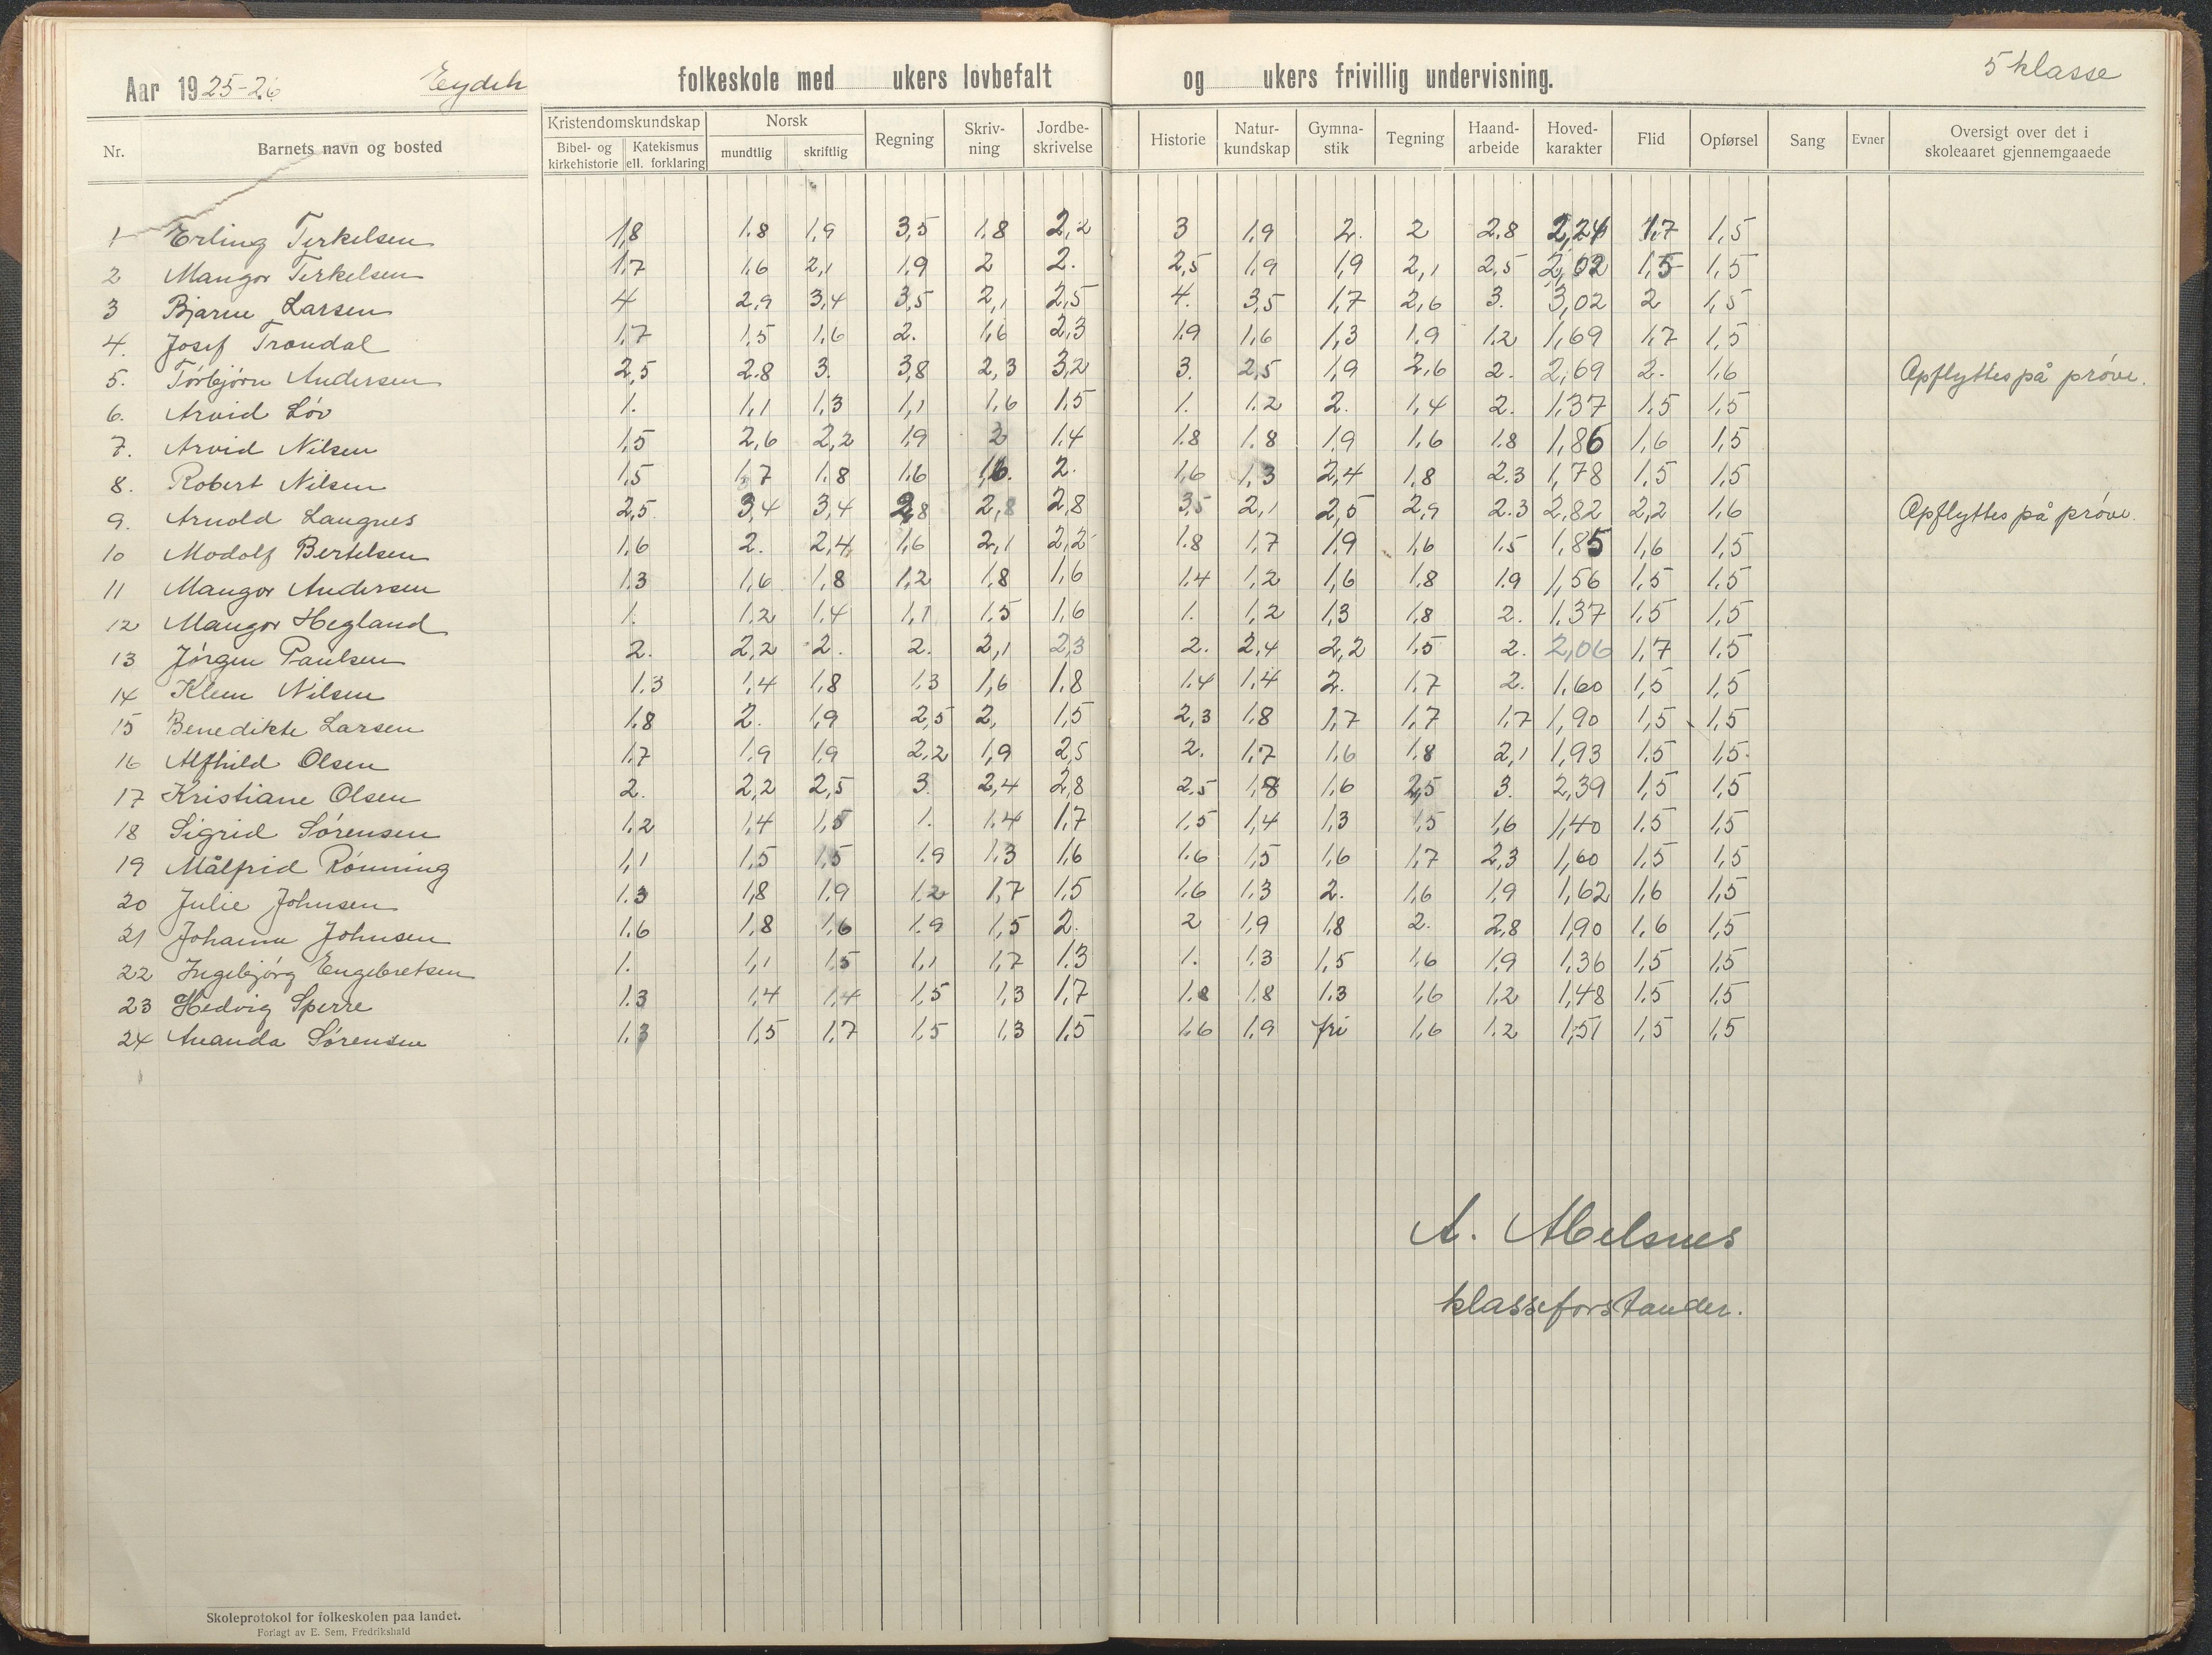 Aar 1925-26 Eydeh folkeskole med ukers lovbefalt og ukers frivillig undervisning. 5 klasse
Nr. Barnets navn og bosted Kristendomskundskap Bibel- og kirkehistorie Katekismus ell. forklaring Norsk mundtlig skriftlig Regning Skriv-ning Jordbe-skrivelse Historie Natur-kundskap Gymna-stik Tegning Haand-arbeide Hoved-karakter Flid Opførsel Sang Evner Oversigt over det i skoleaaret gjennemgaaede
1 Erling Terkelsen 1,8 1.8 1,9 3,5 1.8 2,2 3 1,9 2. 2 2.8 2,24 1,7 1,5
2 Mangor Terkelsen 1,7 1,6 2,1 1,9 2 2. 2,5 1,9 1,9 2,1 2,5 2,02 1,5 1,5
3 Bjarne Larsen 4 2,9 3,4 3,5 2,1 2,5 4. 3,5 1,7 2,6 3. 3,02 2 1,5
4. Josef Trøndal 1,7 1,5 1,6 2. 1,6 2,3 1,9 1,6 1,3 1,9 1,2 1,69 1,7 1,5
5. Torbjørn Andersen 2,5 2.8 3. 3,8 2,3 3,2 3. 2,5 1,9 2,6 2. 2,69 2. 1,6 Opflyttes på prøve.
6. Arvid Løv 1. 1,1 1,3 1,1 1,6 1,5 1. 1.2 2. 1,4 2. 1,37 1,5 1,5
7. Arvid Nilsen 1,5 2,6 2,2 1,9 2 1.4 1.8 1.8 1,9 1,6 1.8 1,86 1,6 1,5
8. Robert Nilsen 1,5 1,7 1.8 1.6 1,6. 2. 1,6 1,3 2,4 1,8 2.3 1,78 1,5 1,5
9. Arnold Langnes 2,5 3,4 3,4 2,8 2,8 2,8 3,5 2,1 2,5 2,9 2.3 2,82 2,2 1,6 Opflyttes på prøve.
10 Modolf Bertelsen 1,6 2. 2,4 1,6 2,1 2,2 1.8 1,7 1,9 1,6 1.5 1,85 1,6 1,5
11 Mangor Andersen 1.3 1,6 1,8 1,2 1,8 1,6 1.4 1,2 1,6 1,8 1.9 1,56 1,5 1,5
12 Mangor Hegland 1. 1.2 1.4 1,1 1,5 1,6 1. 1,2 1,3 1,8 2. 1,37 1,5 1,5
13 Jørgen Paulsen 2. 2,2 2. 2. 2,1 2,3 2. 2,4 2,2 1,5 2. 2,06 1,7 1.5
14 Klem Nilsen 1.3 1,4 1,8 1.3 1,6 1.8 1.4 1,4 2. 1.7 2. 1.60 1,5 1,5
15 Benedikte Larsen 1,8 2. 1,9 2,5 2, 1,5 2,3 1.8 1,7 1,7 1,7 1,90 1,5 1,5
16 Alfhild Olsen 1,7 1,9 1,9 2.2 1,9 2,5 2. 1,7 1,6 1,8 2,1 1,93 1.5 1,5.
17 Kristiane Olsen 2. 2,2 2,5 3. 2,4 2,8 2.5 1,8 1,6 2,5 3. 2,39 1,5 1,5
18 Sigrid Sørensen 1,2 1,4 1,5 1. 1.4 1,7 1,5 1,4 1,3 1,5 1,6 1,40 1.5 1,5
19 Målfrid Rønning 1,1 1,5 1,5 1.9 1,3 1,6 1.6 1,5 1,6 1,7 2,3 1,60 1.5 1,5
20 Julie Johnsen 1.3 1,8 1,9 1.2 1,7 1.5 1.6 1.3 2. 1,6 1,9 1,62 1,6 1,5
21 Johanne Johnsen 1.6 1,8 1,6 1.9 1,5 2. 2 1,9 1,8 2. 2,8 1,90 1,6 1,5
22 Ingebjørg Engebretsen 1. 1,1 1,5 1,1 1,7 1.3 1. 1.3 1,5 1,6 1,9 1,36 1,5 1,5
23 Hedvig Sperre 1.3 1,4 1,4 1,5 1,3 1,7 1.8 1.8 1.3 1,6 1,2 1,48 1.5 1,5
24 Ananda Sørensen 1,3 1,5 1,7 1,5 1,3 1,5 1.6 1.9 fri 1,6 1.2 1,51 1,5 1,5
A. Abelsnes
klasseforstander.
Skoleprotokol for folkeskolen paa landet.
Forlagt av E. Sem, Fredrikshald